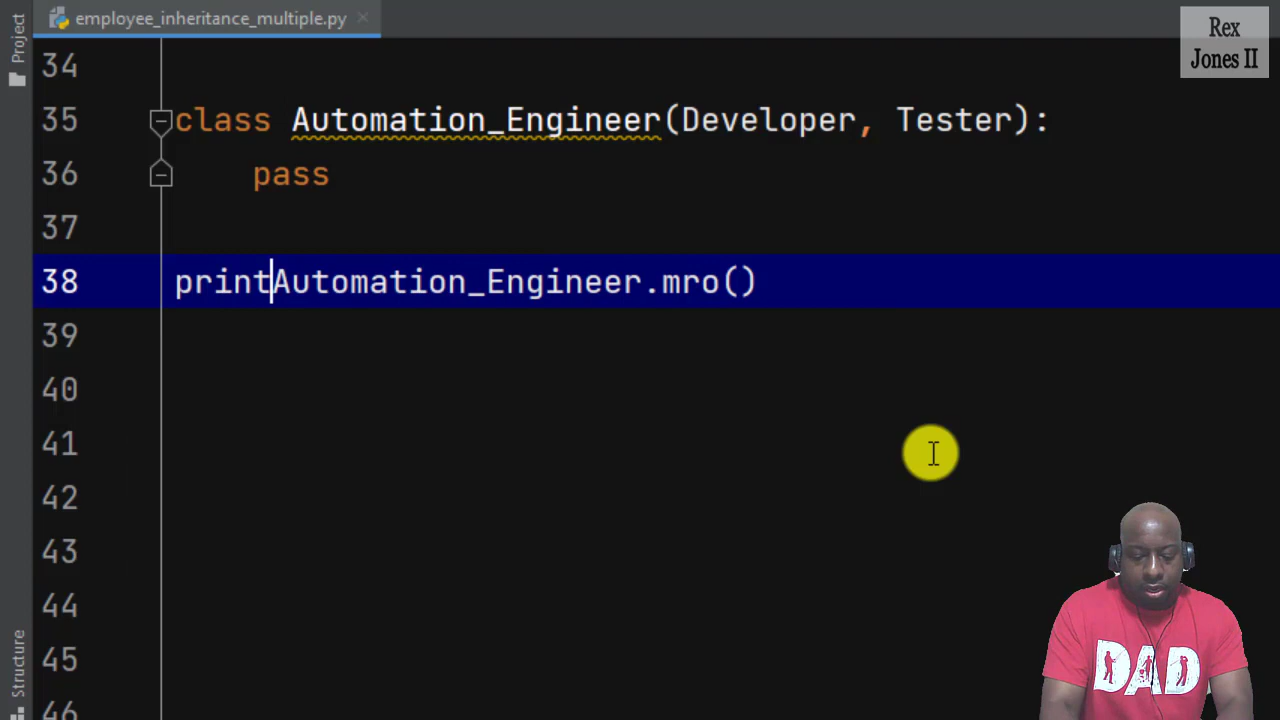 employee_inheritance_multiple.py
Rex
Jones II
Project
34
35 class Automation_Engineer(Developer, Tester):
36     pass
37
38 printAutomation_Engineer.mro()
39
40
41
42
43
44
45
46
Structure
DAD